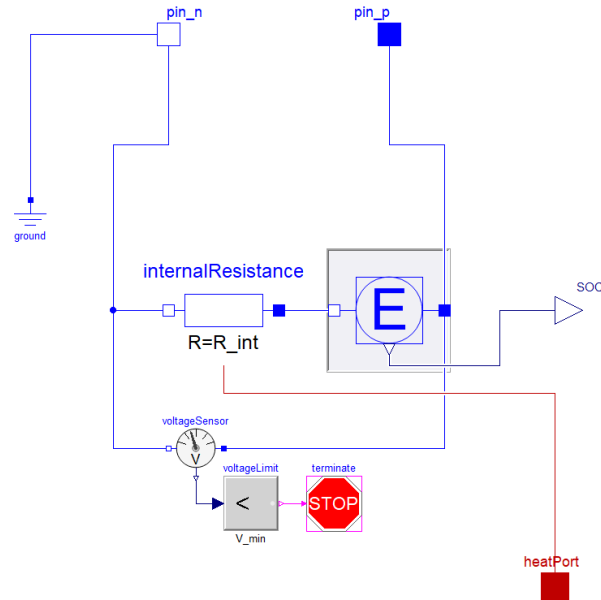 pin_n
pin_p
ground
internalResistance
E
SOC
R=R_int
voltageSensor
V
voltageLimit
terminate
<
STOP
V_min
heatPort